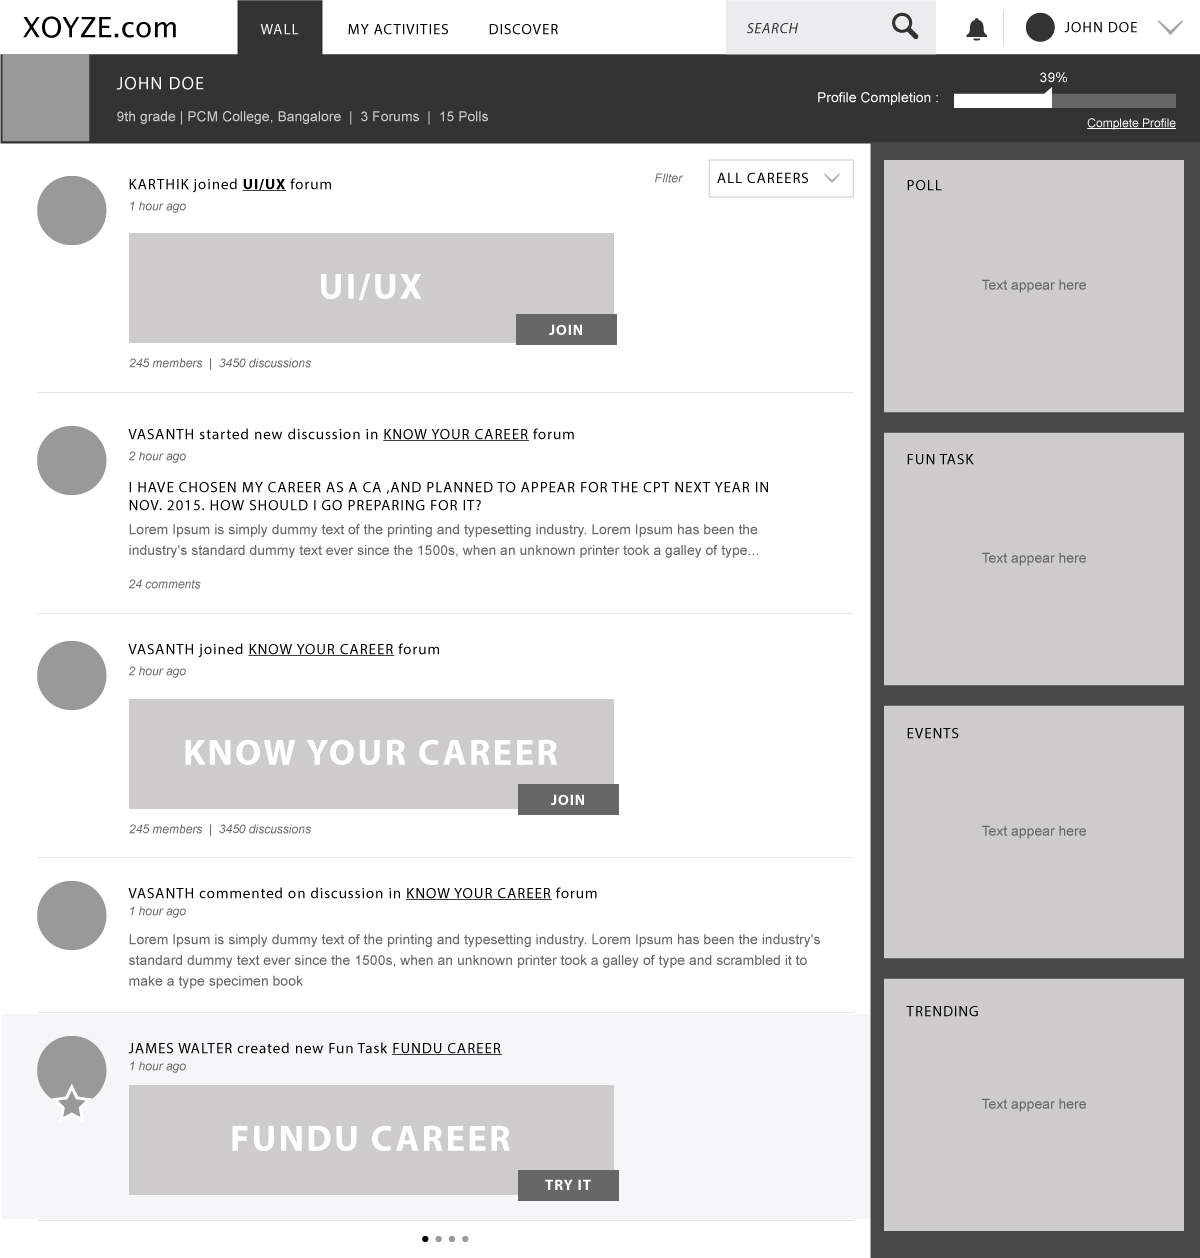 XOYZE.com
WALL
MY ACTIVITIES
DISCOVER
SEARCH
JOHN DOE
JOHN DOE
9th grade | PCM College, Bangalore | 3 Forums | 15 Polls
39%
Profile Completion :
Complete Profile
KARTHIK joined UI/UX forum
1 hour ago
FIlter
ALL CAREERS
UI/UX
JOIN
245 members | 3450 discussions
VASANTH started new discussion in KNOW YOUR CAREER forum
2 hour ago
I HAVE CHOSEN MY CAREER AS A CA ,AND PLANNED TO APPEAR FOR THE CPT NEXT YEAR IN
NOV. 2015. HOW SHOULD I GO PREPARING FOR IT?
Lorem Ipsum is simply dummy text of the printing and typesetting industry. Lorem Ipsum has been the
industry's standard dummy text ever since the 1500s, when an unknown printer took a galley of type...
24 comments
VASANTH joined KNOW YOUR CAREER forum
2 hour ago
KNOW YOUR CAREER
JOIN
245 members | 3450 discussions
VASANTH commented on discussion in KNOW YOUR CAREER forum
1 hour ago
Lorem Ipsum is simply dummy text of the printing and typesetting industry. Lorem Ipsum has been the industry's
standard dummy text ever since the 1500s, when an unknown printer took a galley of type and scrambled it to
make a type specimen book
JAMES WALTER created new Fun Task FUNDU CAREER
1 hour ago
FUNDU CAREER
TRY IT
POLL
Text appear here
FUN TASK
Text appear here
EVENTS
Text appear here
TRENDING
Text appear here